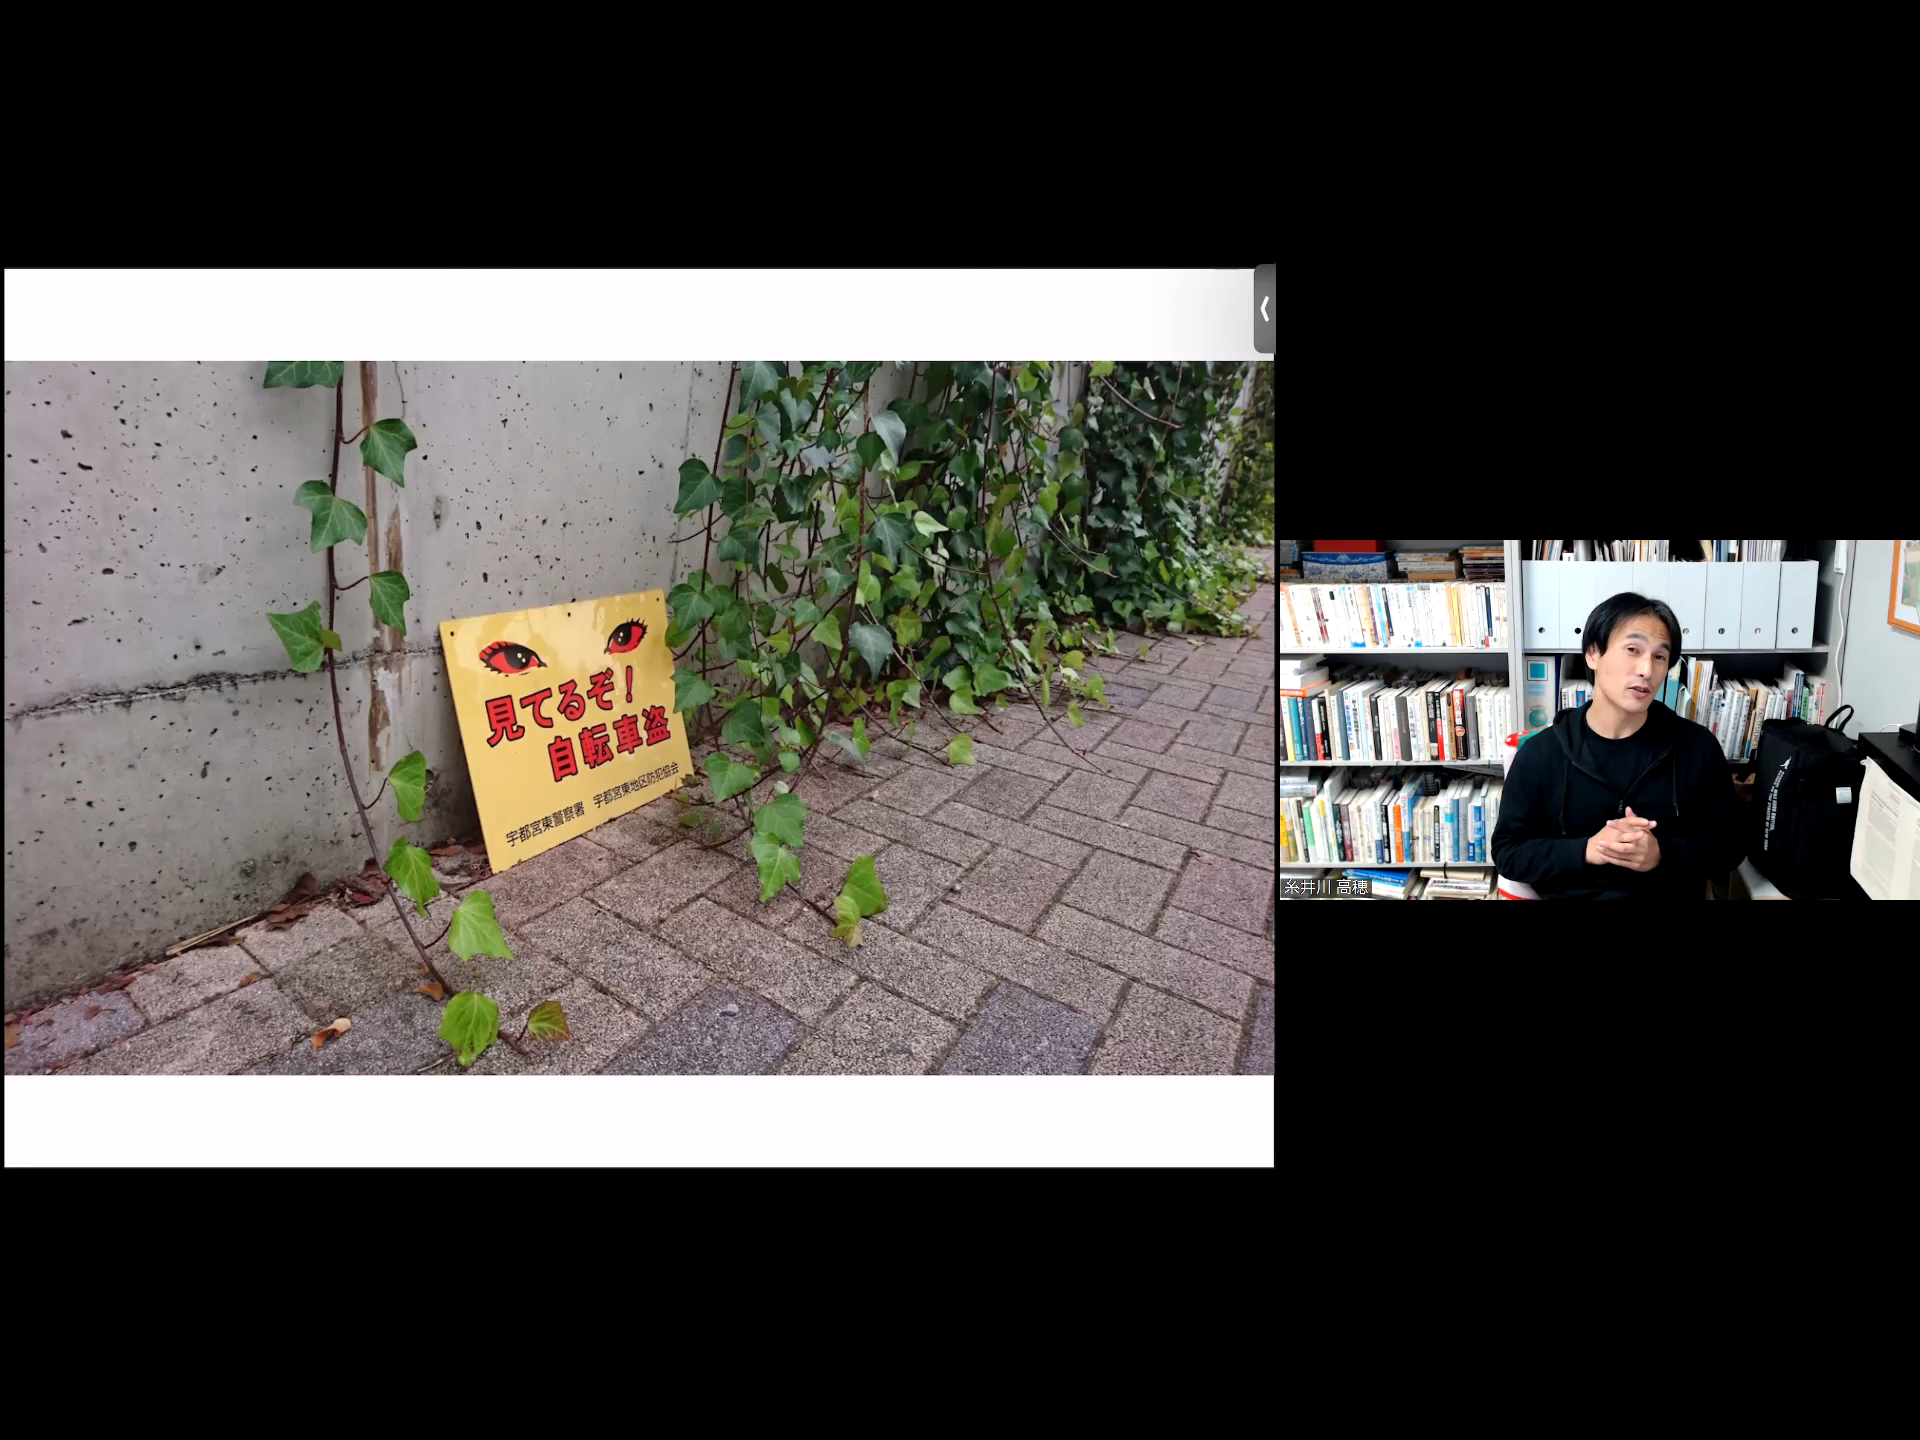 見てるぞ!
自転車盗
宇都宮東警察署 宇都宮東地区防犯協会
糸井川 高穂